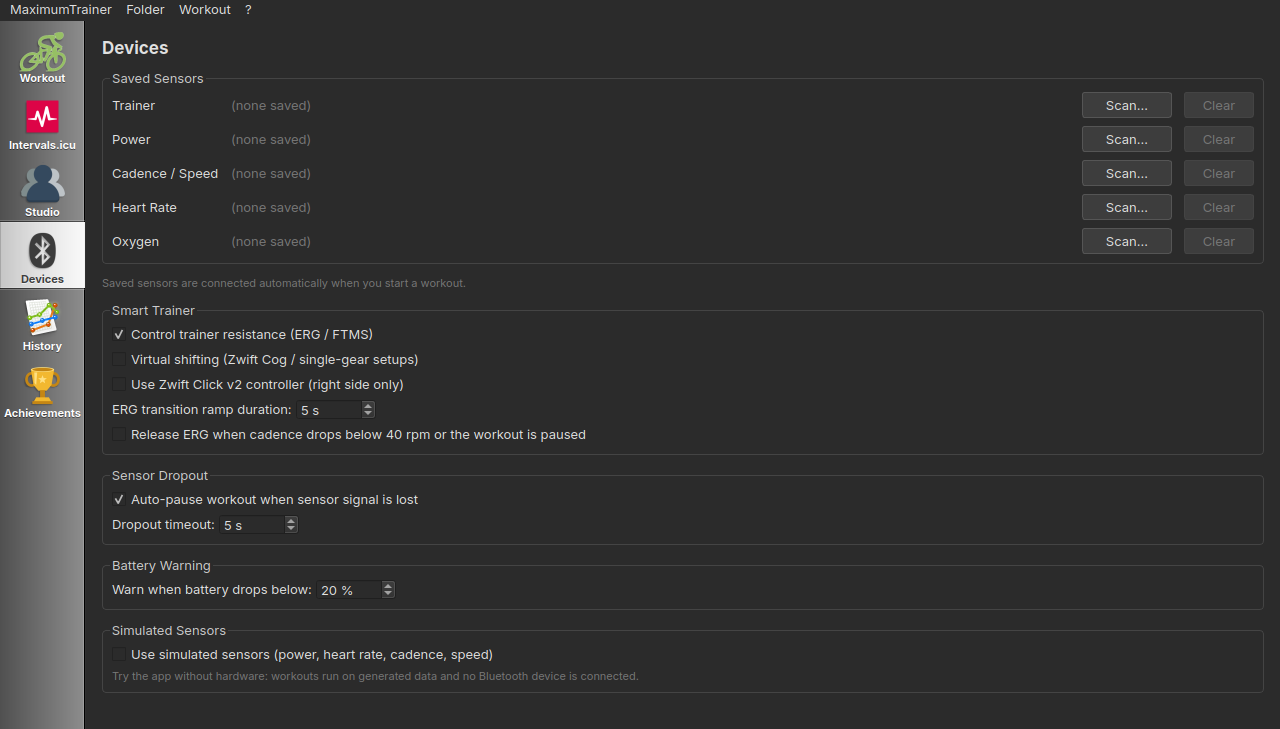 MaximumTrainer Folder Workout ?
Workout
Intervals.icu
Studio
Devices
History
Achievements
Devices
Saved Sensors
Trainer (none saved) Scan... Clear
Power (none saved) Scan... Clear
Cadence / Speed (none saved) Scan... Clear
Heart Rate (none saved) Scan... Clear
Oxygen (none saved) Scan... Clear
Saved sensors are connected automatically when you start a workout.
Smart Trainer
Control trainer resistance (ERG / FTMS)
Virtual shifting (Zwift Cog / single-gear setups)
Use Zwift Click v2 controller (right side only)
ERG transition ramp duration: 5 s
Release ERG when cadence drops below 40 rpm or the workout is paused
Sensor Dropout
Auto-pause workout when sensor signal is lost
Dropout timeout: 5 s
Battery Warning
Warn when battery drops below: 20 %
Simulated Sensors
Use simulated sensors (power, heart rate, cadence, speed)
Try the app without hardware: workouts run on generated data and no Bluetooth device is connected.